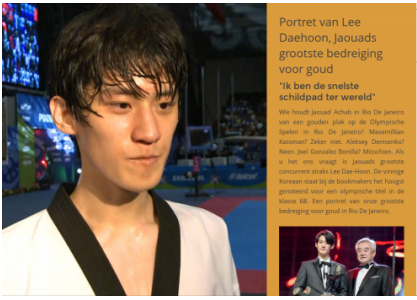 Portret van Lee
Daehoon, Jaouads
grootste bedreiging
voor goud
"Ik ben de snelste
schildpad ter wereld"
Wie houdt Jaouad Achab in Rio De Janeiro
van een gouden plak op de Olympische
Spelen in Rio De Janeiro? Maxemillian
Kassman? Zeker niet. Aleksey Denisenko?
Neen. Joel Gonzalez Bonilla? Misschien. Als
u het ons vraagt is Jaouads grootste
concurrent straks Lee Dae-Hoon. De vinnige
Koreaan staat bij de bookmakers het hoogst
genoteerd voor een olympische titel in de
klasse 68. Een portret van onze grootste
bedreiging voor goud in Rio De Janeiro.